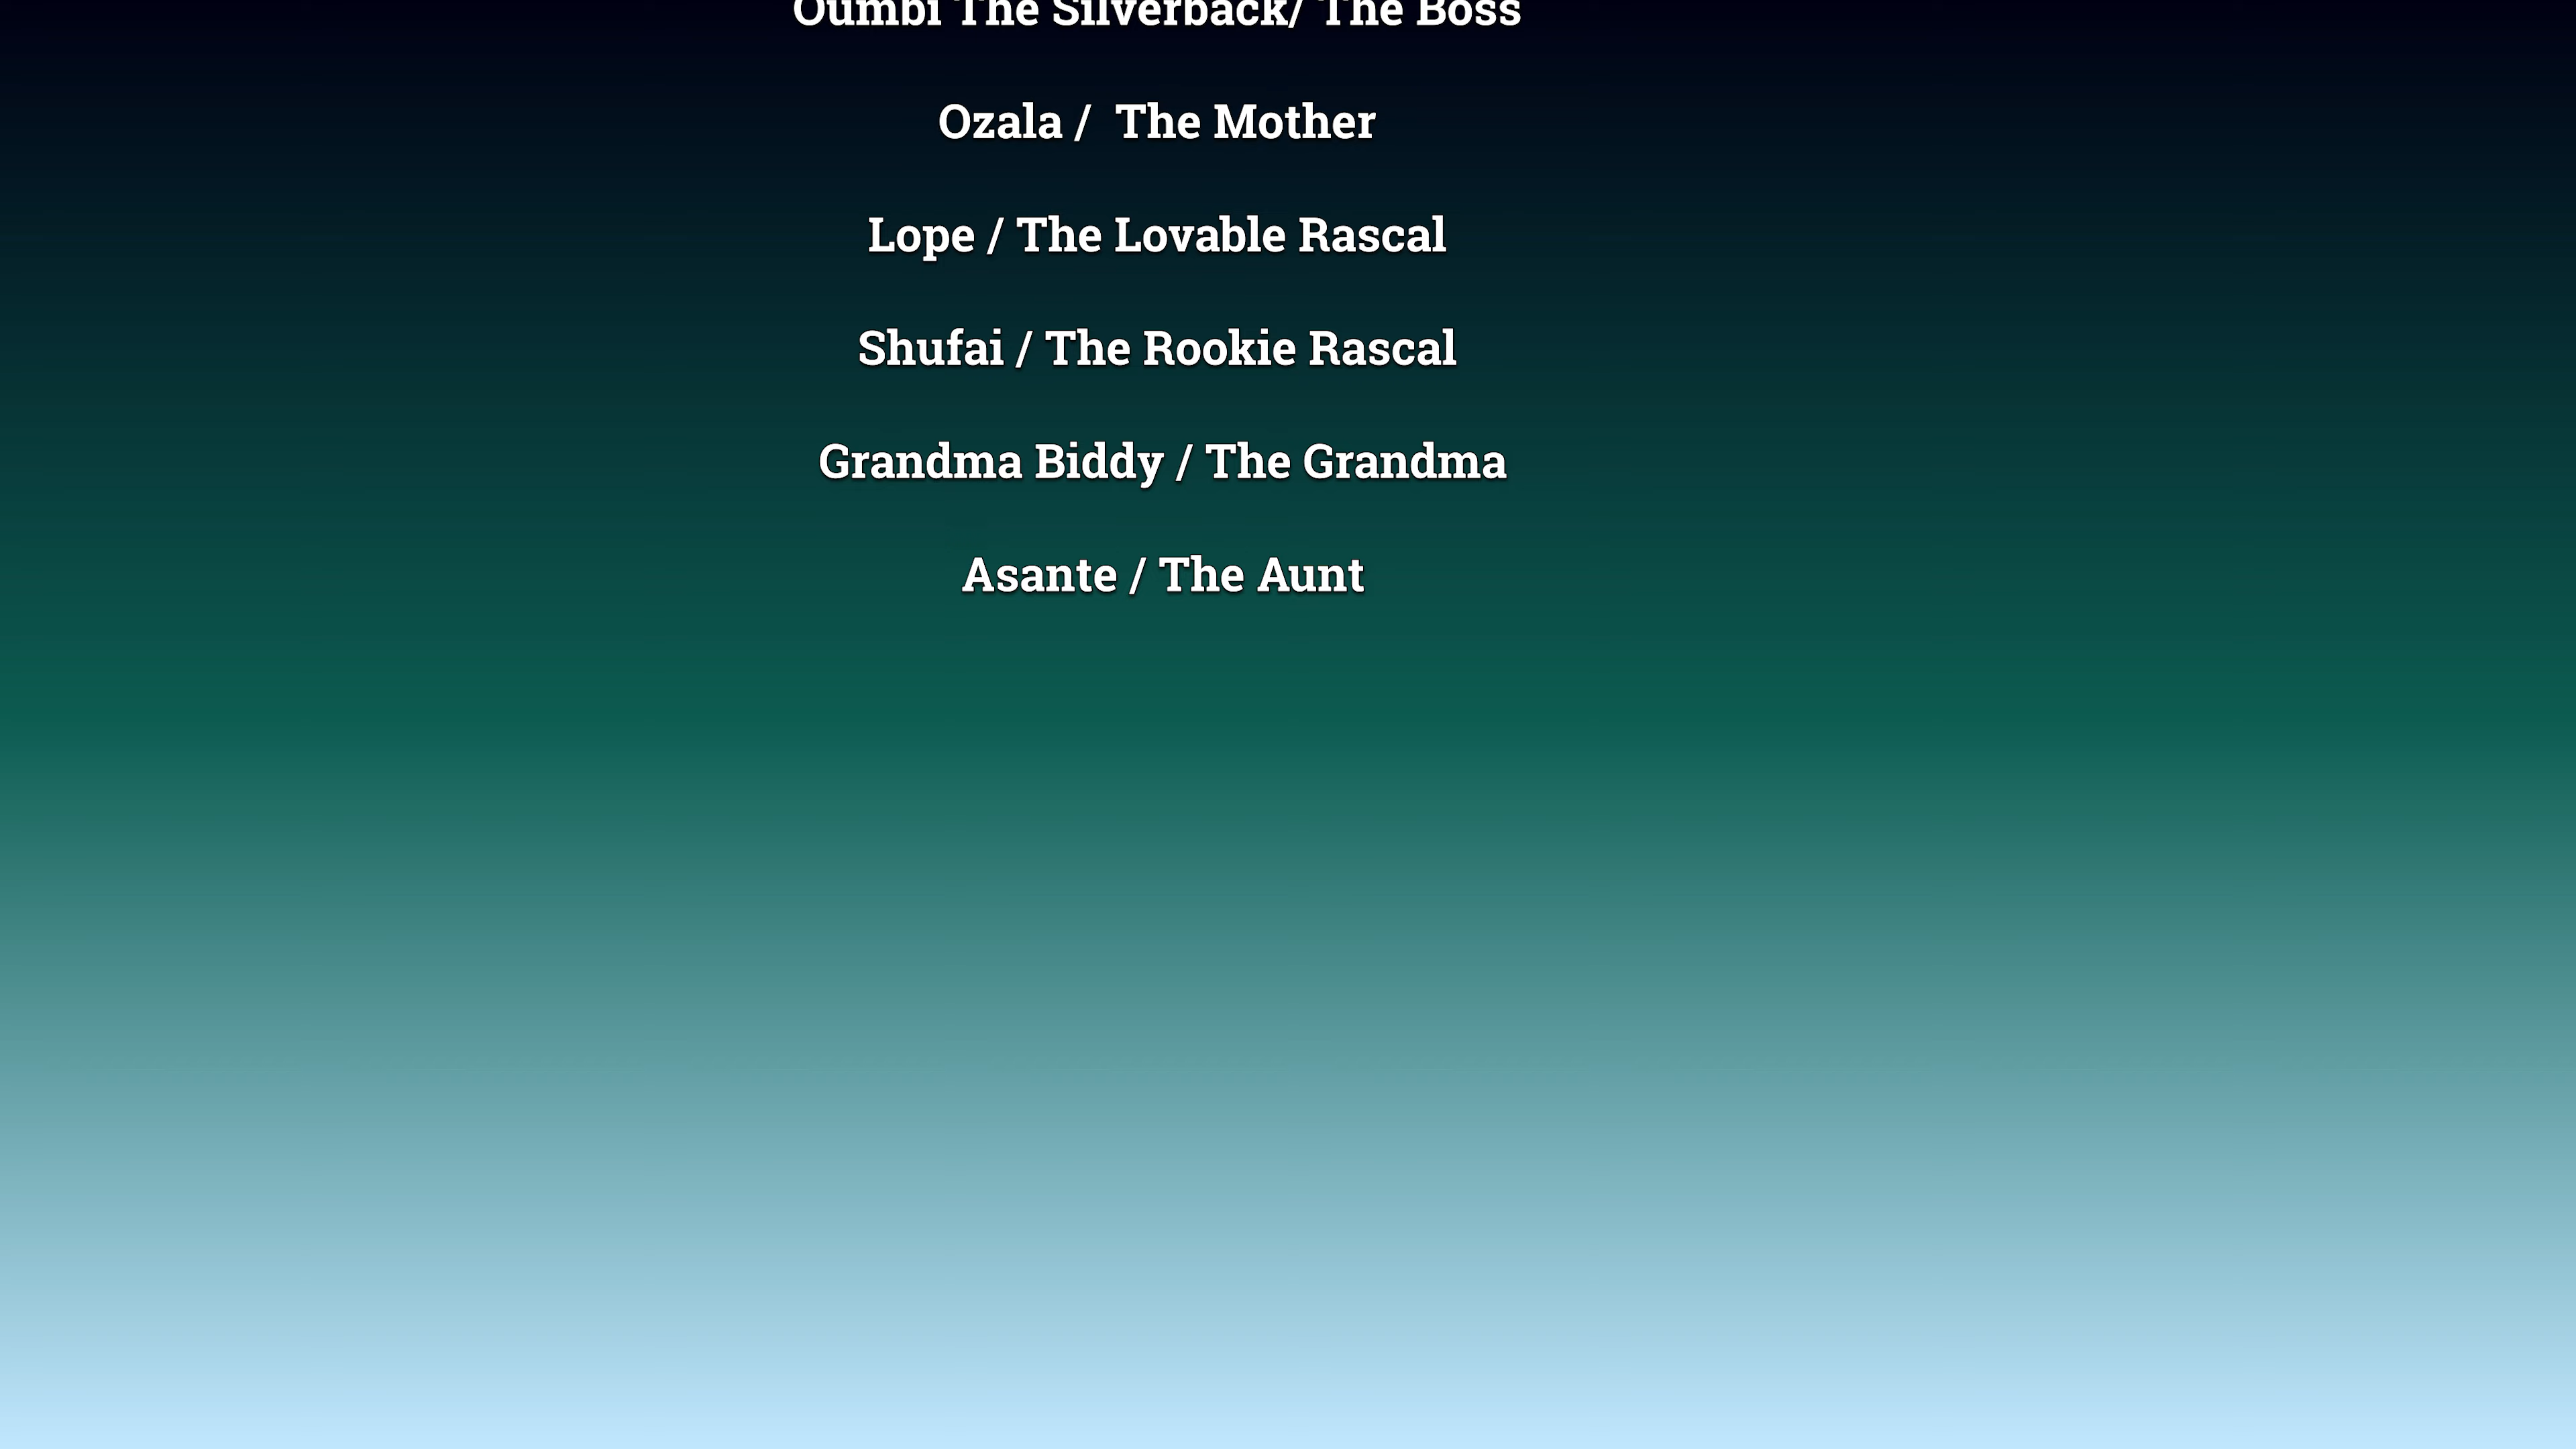 Oumbi The Silverback/ The Boss
Ozala /  The Mother
Lope / The Lovable Rascal
Shufai / The Rookie Rascal
Grandma Biddy / The Grandma
Asante / The Aunt